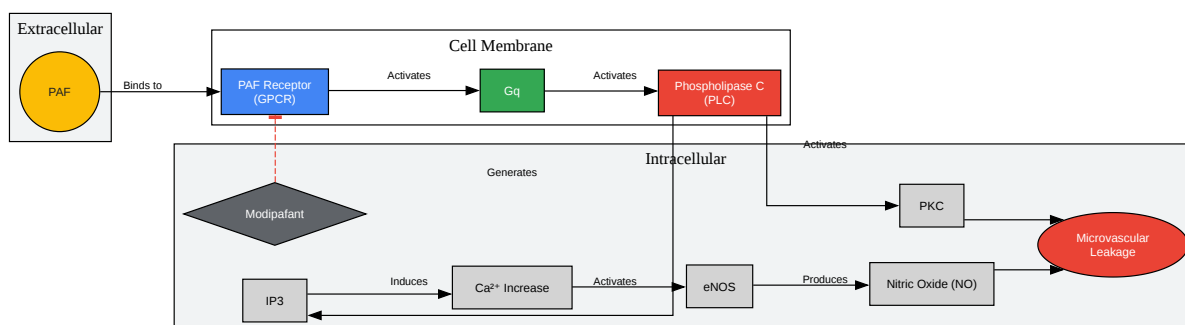 Extracellular
PAF
Binds to
Cell Membrane
PAF Receptor
(GPCR)
Activates
Gq
Activates
Phospholipase C
(PLC)
Activates
Intracellular
Generates
Modipafant
PKC
Microvascular
Leakage
IP3
Induces
Ca²⁺ Increase
Activates
eNOS
Produces
Nitric Oxide (NO)